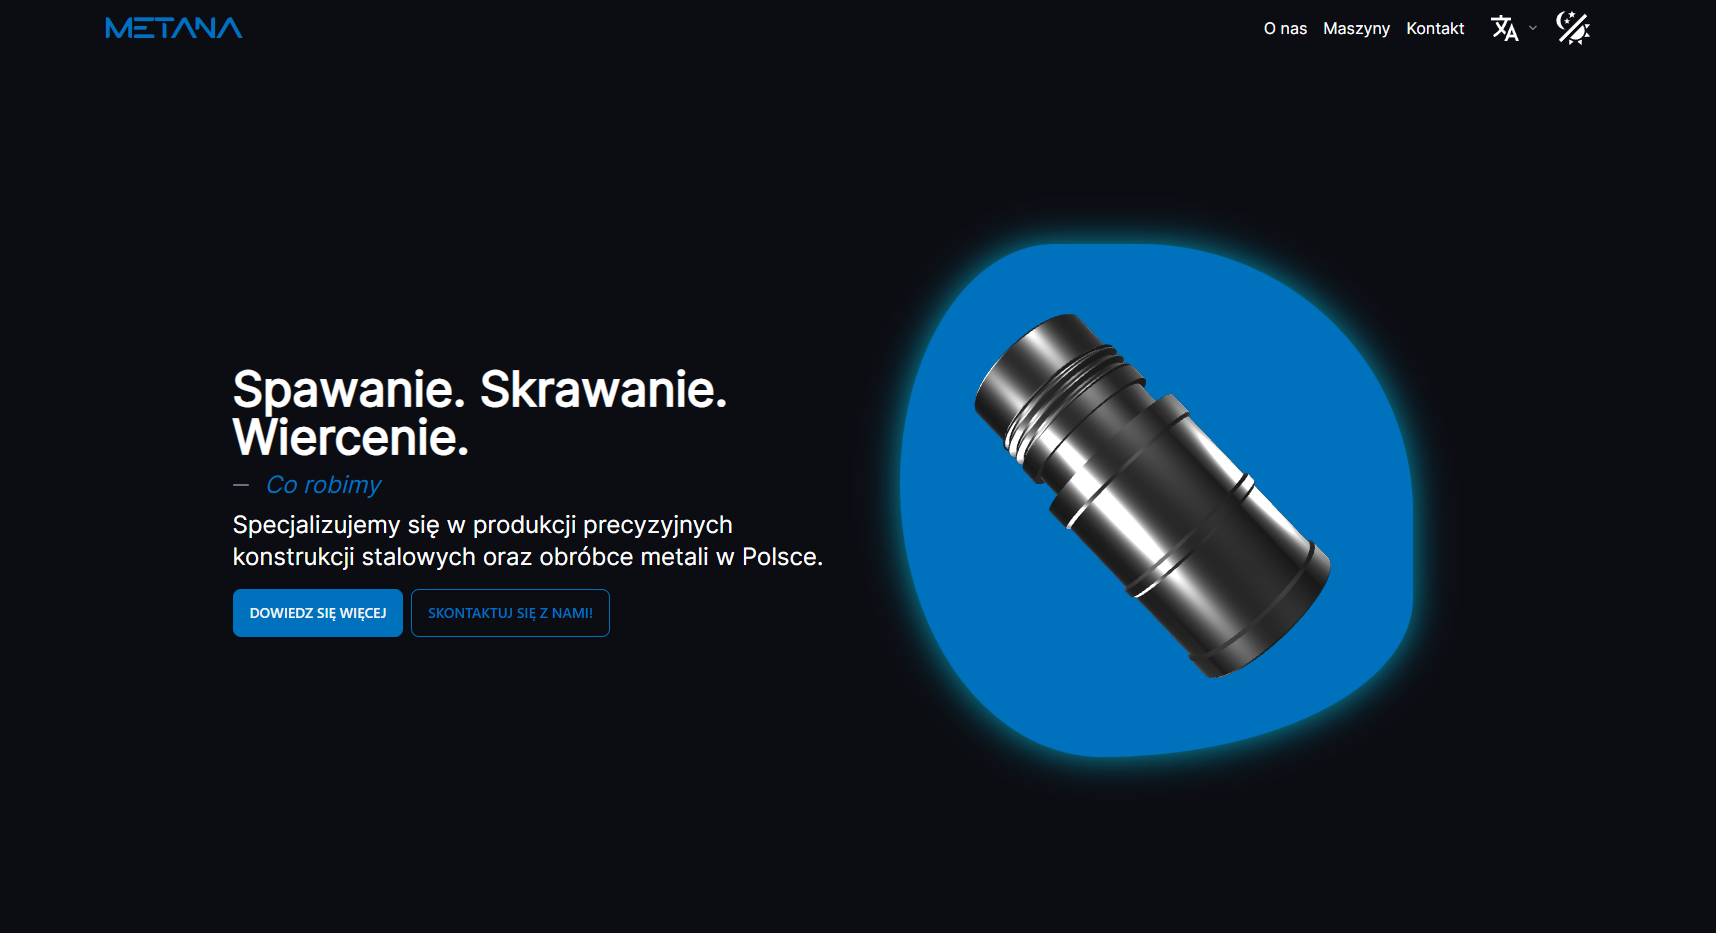 METANA
O nas Maszyny Kontakt
Spawanie. Skrawanie.
Wiercenie.
— Co robimy
Specjalizujemy się w produkcji precyzyjnych
konstrukcji stalowych oraz obróbce metali w Polsce.
DOWIEDZ SIĘ WIĘCEJ SKONTAKTUJ SIĘ Z NAMI!